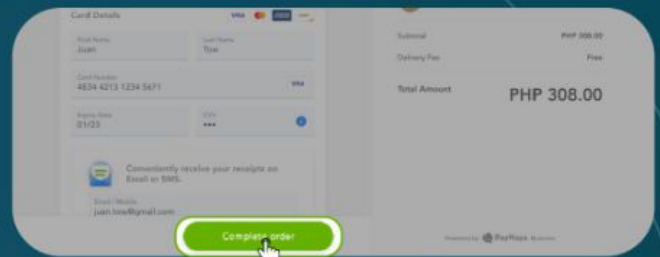 Card Details
VISA
Subtotal
PHP 308.00
First Name
Last Name
Juan
Tow
Delivery Fee
Free
Card Number
4834 4213 1234 5671
VISA
Total Amount
PHP 308.00
Expiry Date
CVV
01/23
•••
Conveniently receive your receipts on
Email or SMS.
Email / Mobile
juan.tow@gmail.com
Complete order
Powered by PayMaya